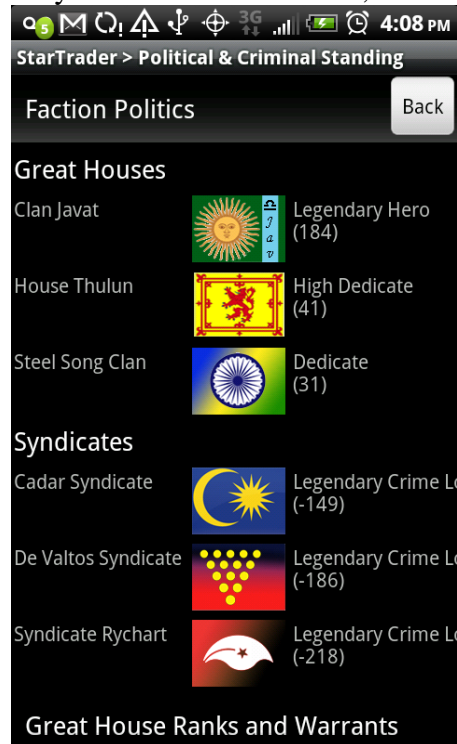 5
3G
4:08 PM
StarTrader > Political & Criminal Standing
Faction Politics
Back
Great Houses
Clan Javat
J
a
v
Legendary Hero
(184)
House Thulun
High Dedicate
(41)
Steel Song Clan
Dedicate
(31)
Syndicates
Cadar Syndicate
Legendary Crime Lo
(-149)
De Valtos Syndicate
Legendary Crime Lo
(-186)
Syndicate Rychart
Legendary Crime Lo
(-218)
Great House Ranks and Warrants